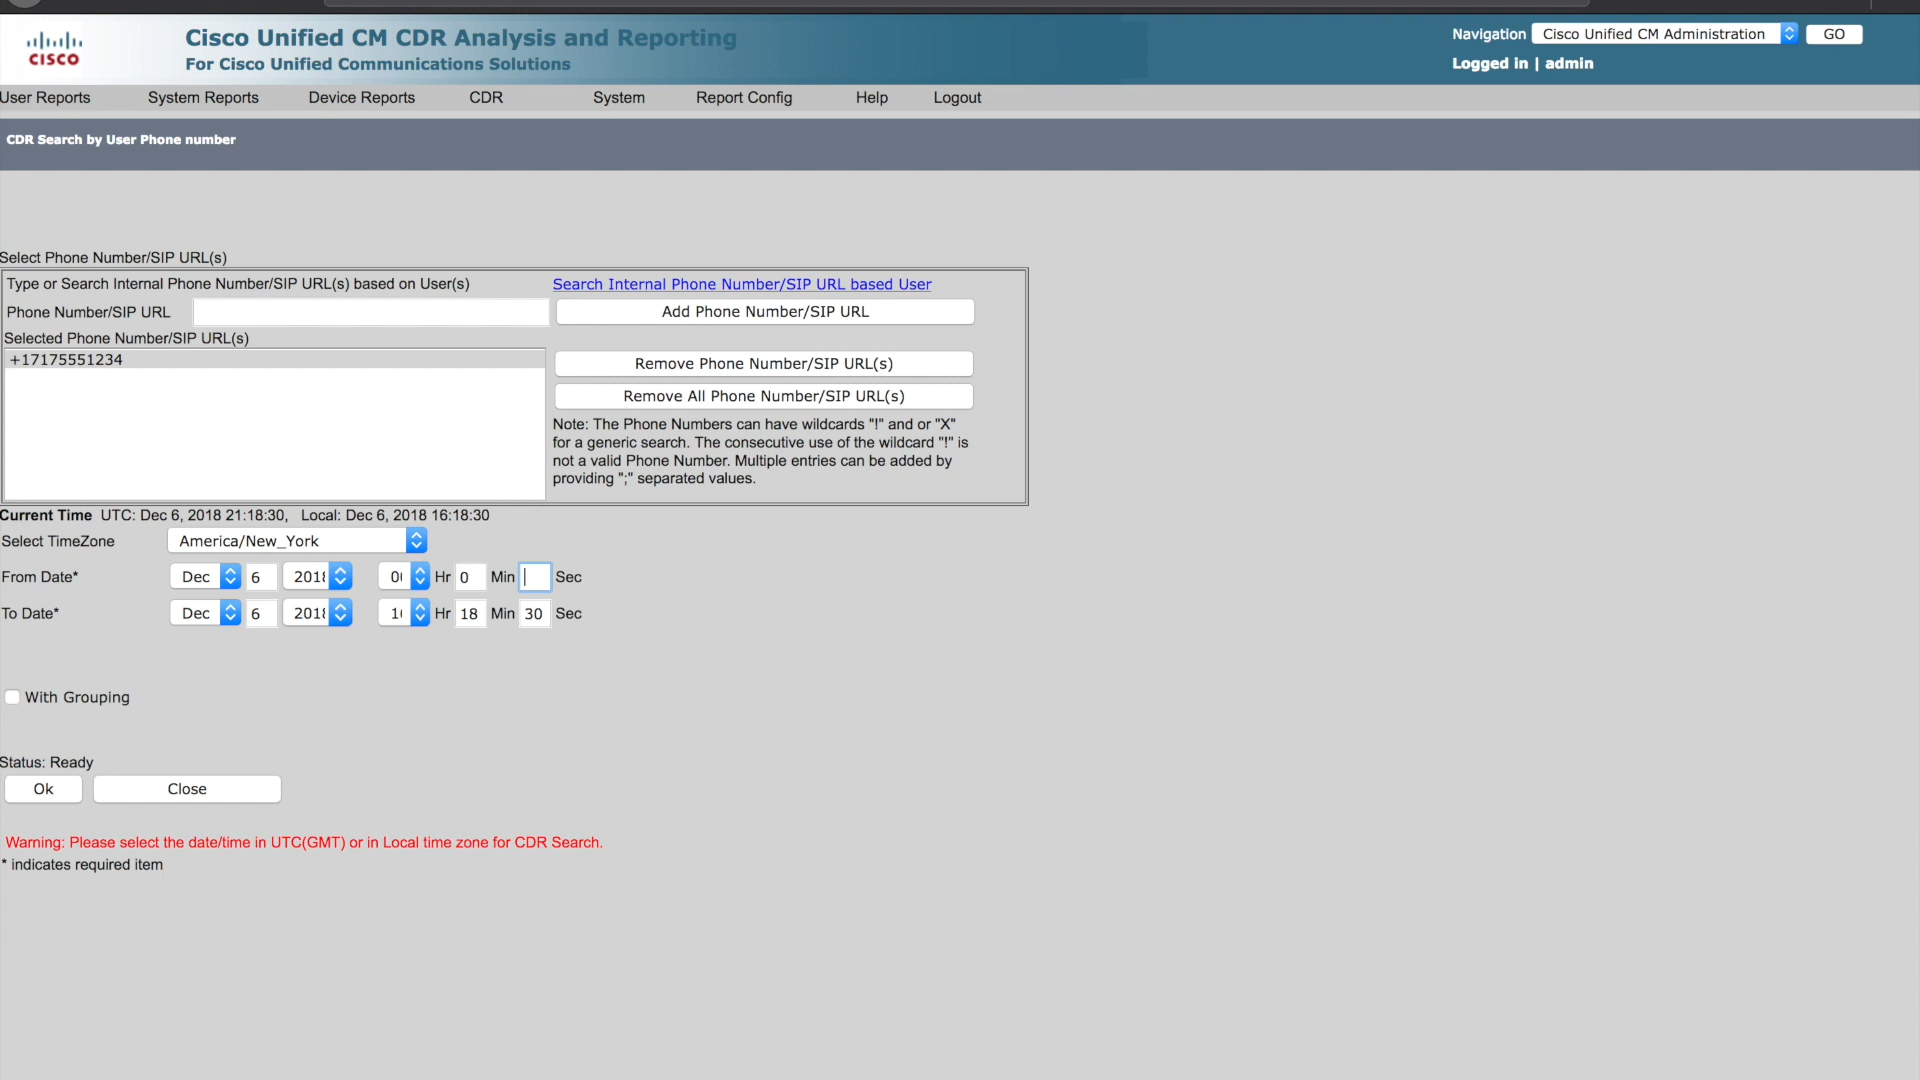 CISCO
Cisco Unified CM CDR Analysis and Reporting
For Cisco Unified Communications Solutions
Navigation Cisco Unified CM Administration GO
Logged in | admin
User Reports System Reports Device Reports CDR System Report Config Help Logout
CDR Search by User Phone number
Select Phone Number/SIP URL(s)
Type or Search Internal Phone Number/SIP URL(s) based on User(s) Search Internal Phone Number/SIP URL based User
Phone Number/SIP URL Add Phone Number/SIP URL
Selected Phone Number/SIP URL(s)
+17175551234
Remove Phone Number/SIP URL(s)
Remove All Phone Number/SIP URL(s)
Note: The Phone Numbers can have wildcards "!" and or "X"
for a generic search. The consecutive use of the wildcard "!" is
not a valid Phone Number. Multiple entries can be added by
providing ";" separated values.
Current Time UTC: Dec 6, 2018 21:18:30, Local: Dec 6, 2018 16:18:30
Select TimeZone America/New_York
From Date* Dec 6 Hr 0 Min Sec
To Date* Dec 6 Hr 18 Min 30 Sec
With Grouping
Status: Ready
Ok Close
Warning: Please select the date/time in UTC(GMT) or in Local time zone for CDR Search.
* indicates required item